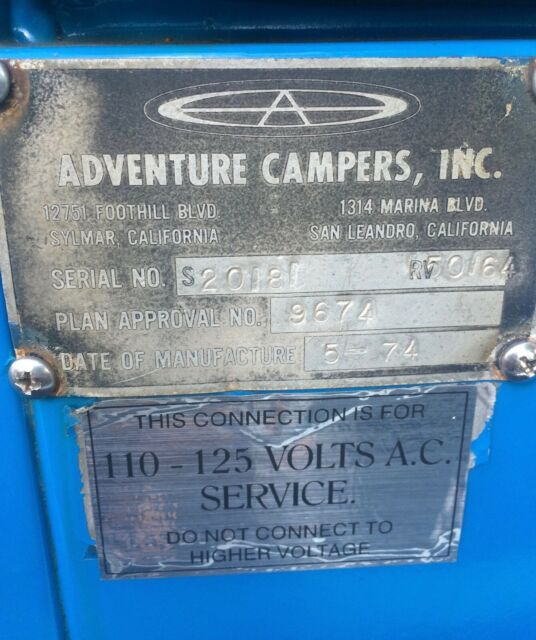 ADVENTURE CAMPERS, INC.
12751 FOOTHILL BLVD. 1314 MARINA BLVD.
SYLMAR, CALIFORNIA SAN LEANDRO, CALIFORNIA
SERIAL NO. S20181 RV50164
PLAN APPROVAL NO. 9674
DATE OF MANUFACTURE 5-74
THIS CONNECTION IS FOR
110 - 125 VOLTS A.C.
SERVICE.
DO NOT CONNECT TO
HIGHER VOLTAGE